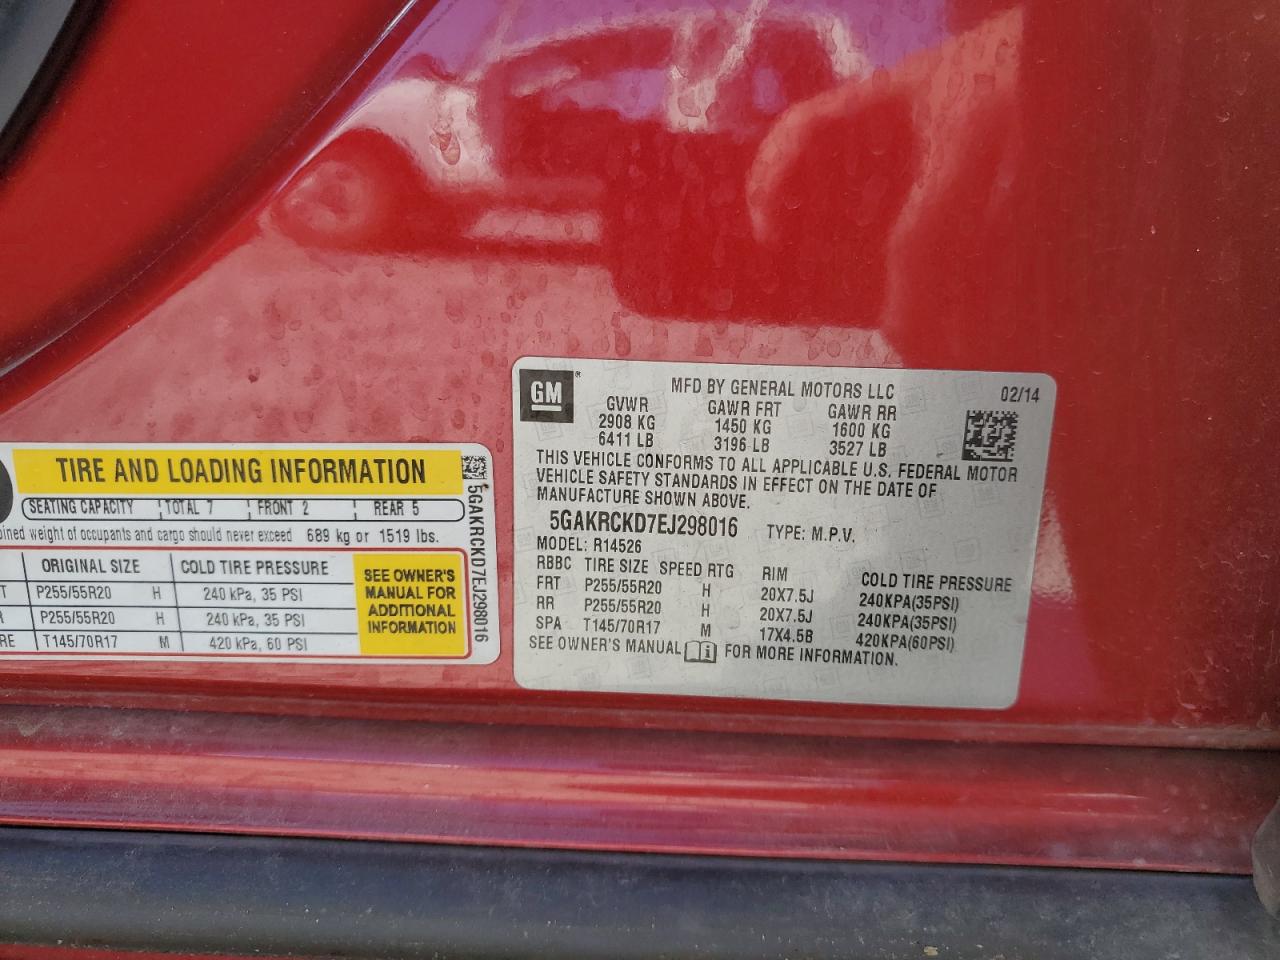 TIRE AND LOADING INFORMATION
SEATING CAPACITY TOTAL 7 FRONT 2 REAR 5
weight of occupants and cargo should never exceed 689 kg or 1519 lbs.
ORIGINAL SIZE COLD TIRE PRESSURE
P255/55R20 H 240 kPa, 35 PSI
P255/55R20 H 240 kPa, 35 PSI
T145/70R17 M 420 kPa, 60 PSI
SEE OWNER'S
MANUAL FOR
ADDITIONAL
INFORMATION
5GAKRCKD7EJ298016
GM®
MFD BY GENERAL MOTORS LLC 02/14
GVWR GAWR FRT GAWR RR
2908 KG 1450 KG 1600 KG
6411 LB 3196 LB 3527 LB
THIS VEHICLE CONFORMS TO ALL APPLICABLE U.S. FEDERAL MOTOR
VEHICLE SAFETY STANDARDS IN EFFECT ON THE DATE OF
MANUFACTURE SHOWN ABOVE.
5GAKRCKD7EJ298016 TYPE: M.P.V.
MODEL: R14526
RBBC TIRE SIZE SPEED RTG RIM COLD TIRE PRESSURE
FRT P255/55R20 H 20X7.5J 240KPA(35PSI)
RR P255/55R20 H 20X7.5J 240KPA(35PSI)
SPA T145/70R17 M 17X4.5B 420KPA(60PSI)
SEE OWNER'S MANUAL i FOR MORE INFORMATION.